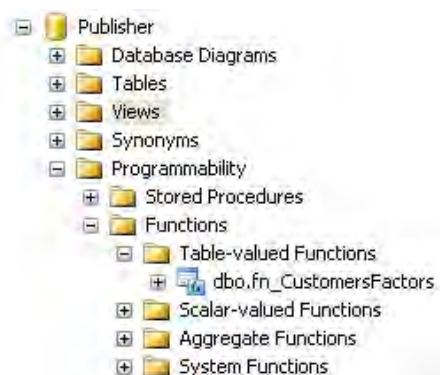 Publisher
Database Diagrams
Tables
Views
Synonyms
Programmability
Stored Procedures
Functions
Table-valued Functions
dbo.fn_CustomersFactors
Scalar-valued Functions
Aggregate Functions
System Functions